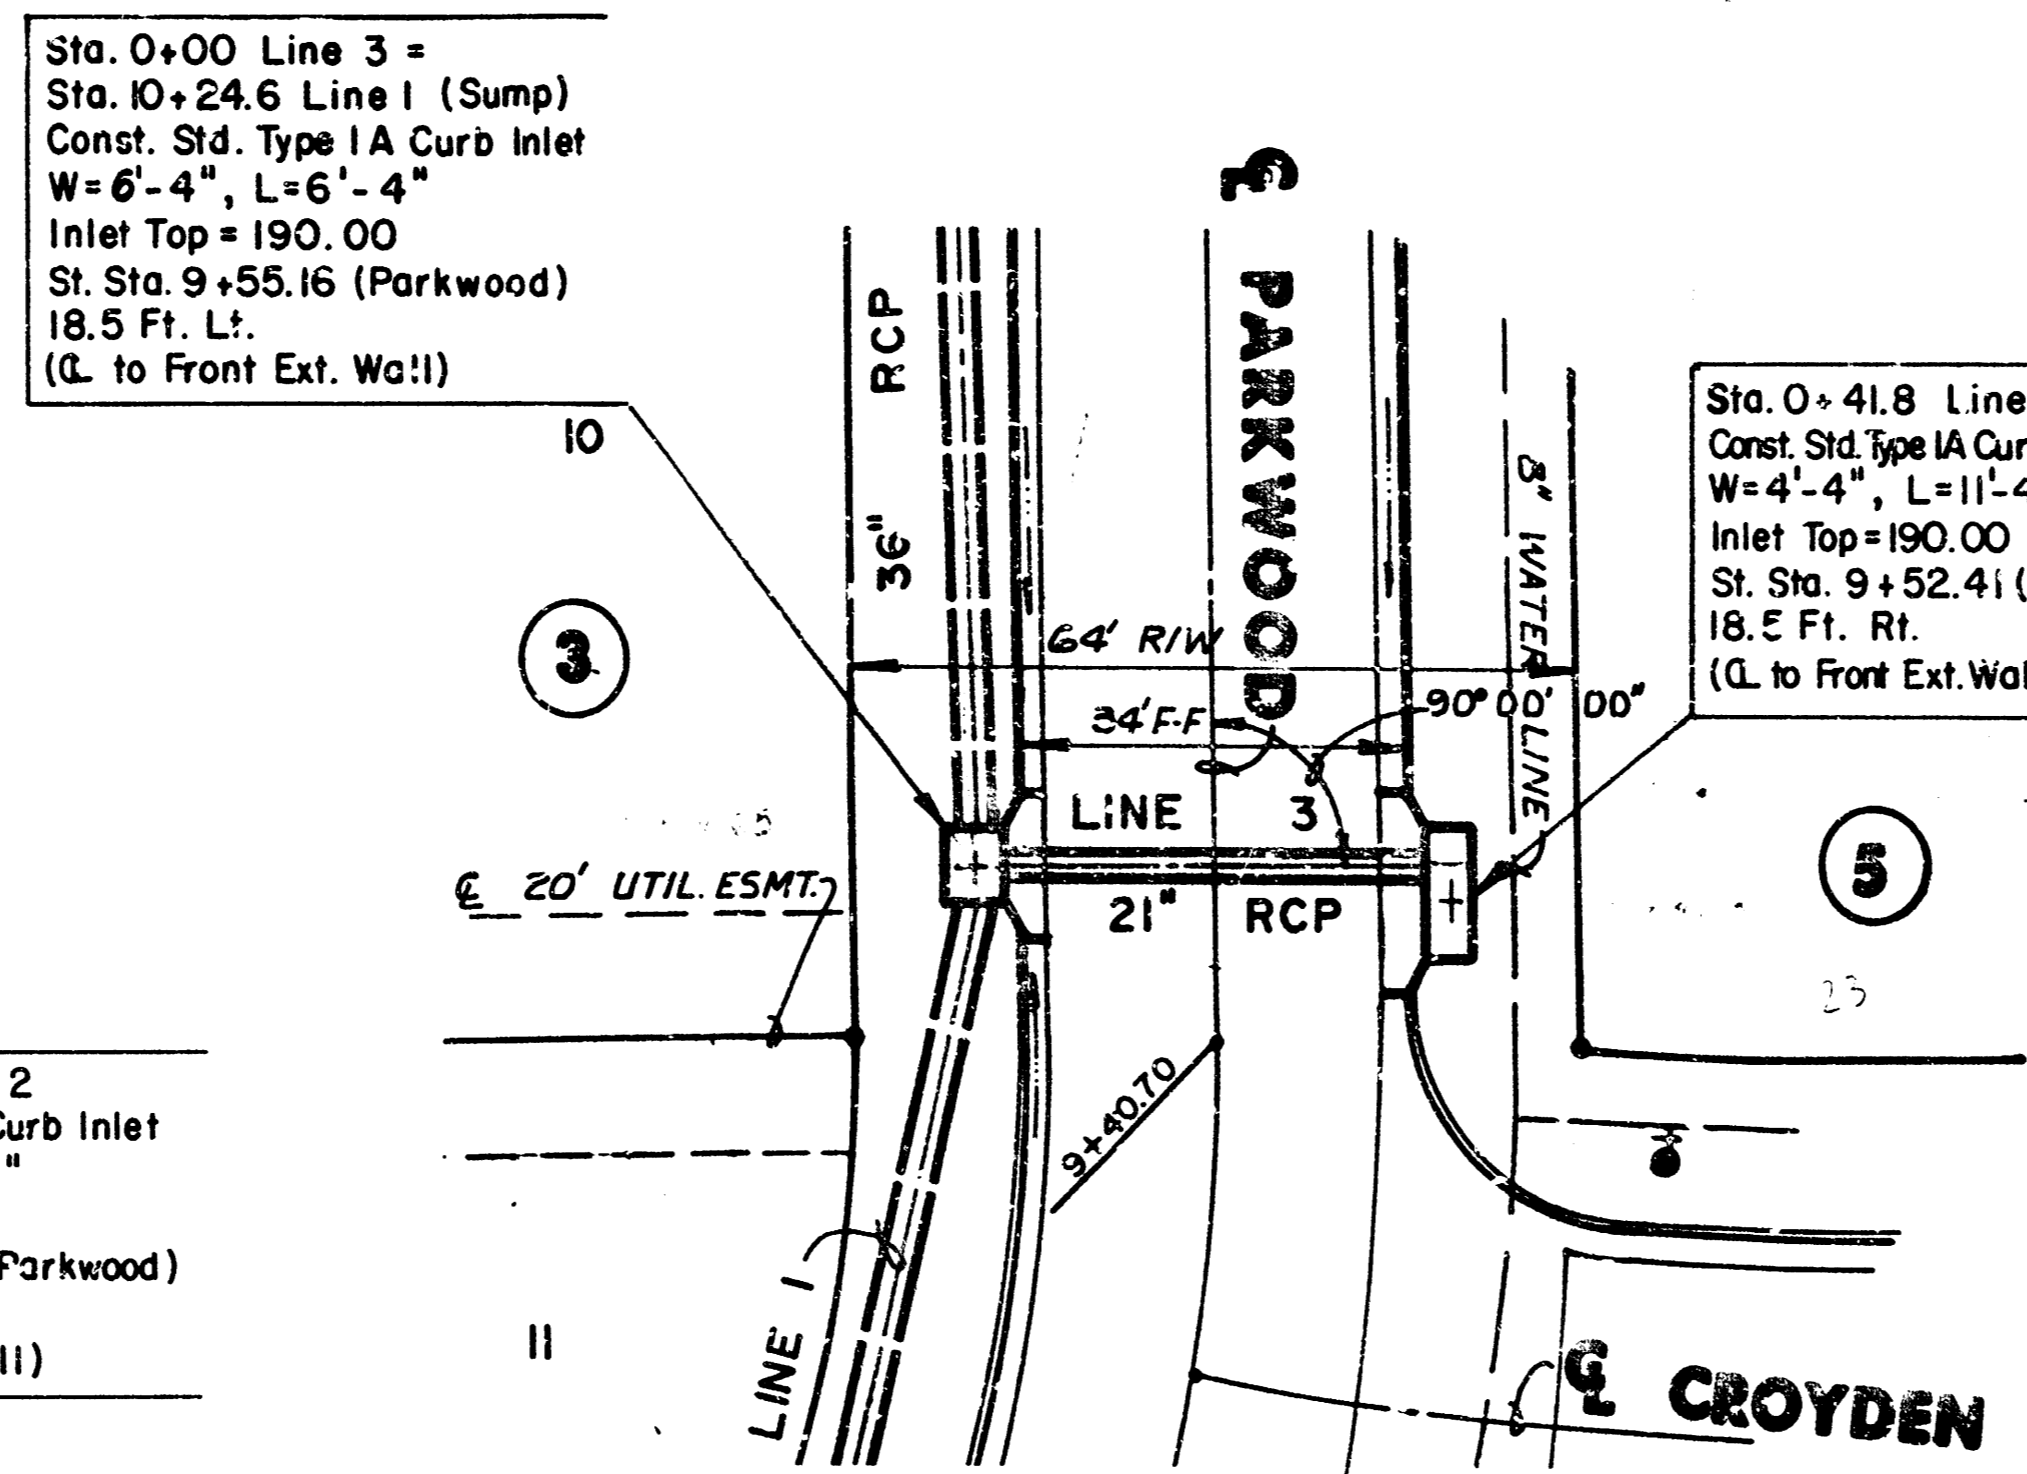 Sta. 0+00 Line 3 =
Sta. 10+24.6 Line 1 (Sump)
Const. Std. Type 1A Curb Inlet
W=6'-4", L=6'-4"
Inlet Top = 190.00
St. Sta. 9+55.16 (Parkwood)
18.5 Ft. Lt.
(℄ to Front Ext. Wall)
10
36" RCP
℄ PARKWOOD
8" WATER LINE
Sta. 0+41.8 Line
Const. Std. Type 1A Cur
W=4'-4", L=11'-4
Inlet Top=190.00
St. Sta. 9+52.41 (
18.5 Ft. Rt.
(℄ to Front Ext. Wal
3
64' R/W
34' F-F
90°00'00"
LINE 3
21" RCP
5
℄ 20' UTIL. ESMT.
23
9+40.70
2
Curb Inlet
"
Parkwood)
11)
11
LINE 1
℄ CROYDEN